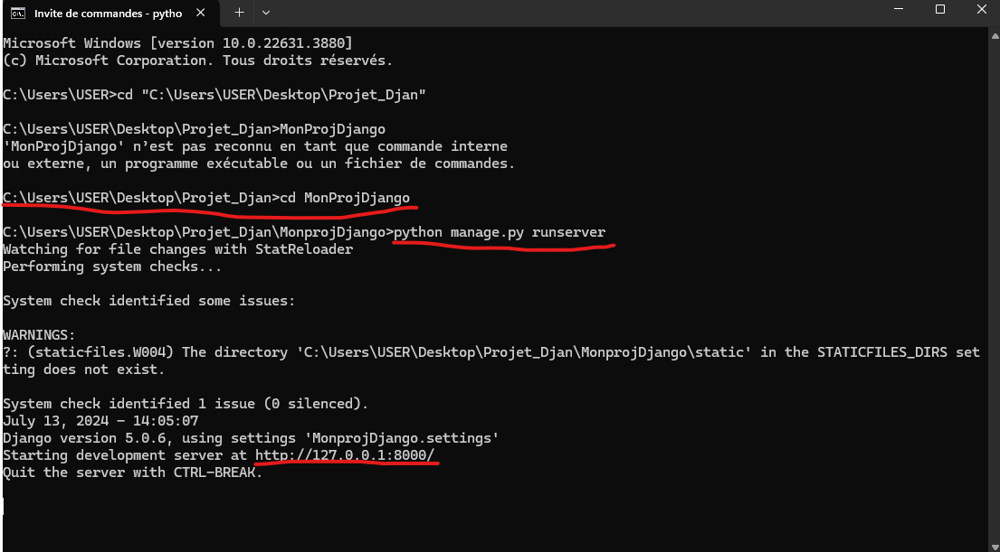 Invite de commandes - pytho
Microsoft Windows [version 10.0.22631.3880]
(c) Microsoft Corporation. Tous droits réservés.
C:\Users\USER>cd "C:\Users\USER\Desktop\Projet_Djan"
C:\Users\USER\Desktop\Projet_Djan>MonProjDjango
'MonProjDjango' n’est pas reconnu en tant que commande interne
ou externe, un programme exécutable ou un fichier de commandes.
C:\Users\USER\Desktop\Projet_Djan>cd MonProjDjango
C:\Users\USER\Desktop\Projet_Djan\MonprojDjango>python manage.py runserver
Watching for file changes with StatReloader
Performing system checks...
System check identified some issues:
WARNINGS:
?: (staticfiles.W004) The directory 'C:\Users\USER\Desktop\Projet_Djan\MonprojDjango\static' in the STATICFILES_DIRS set
ting does not exist.
System check identified 1 issue (0 silenced).
July 13, 2024 - 14:05:07
Django version 5.0.6, using settings 'MonprojDjango.settings'
Starting development server at http://127.0.0.1:8000/
Quit the server with CTRL-BREAK.